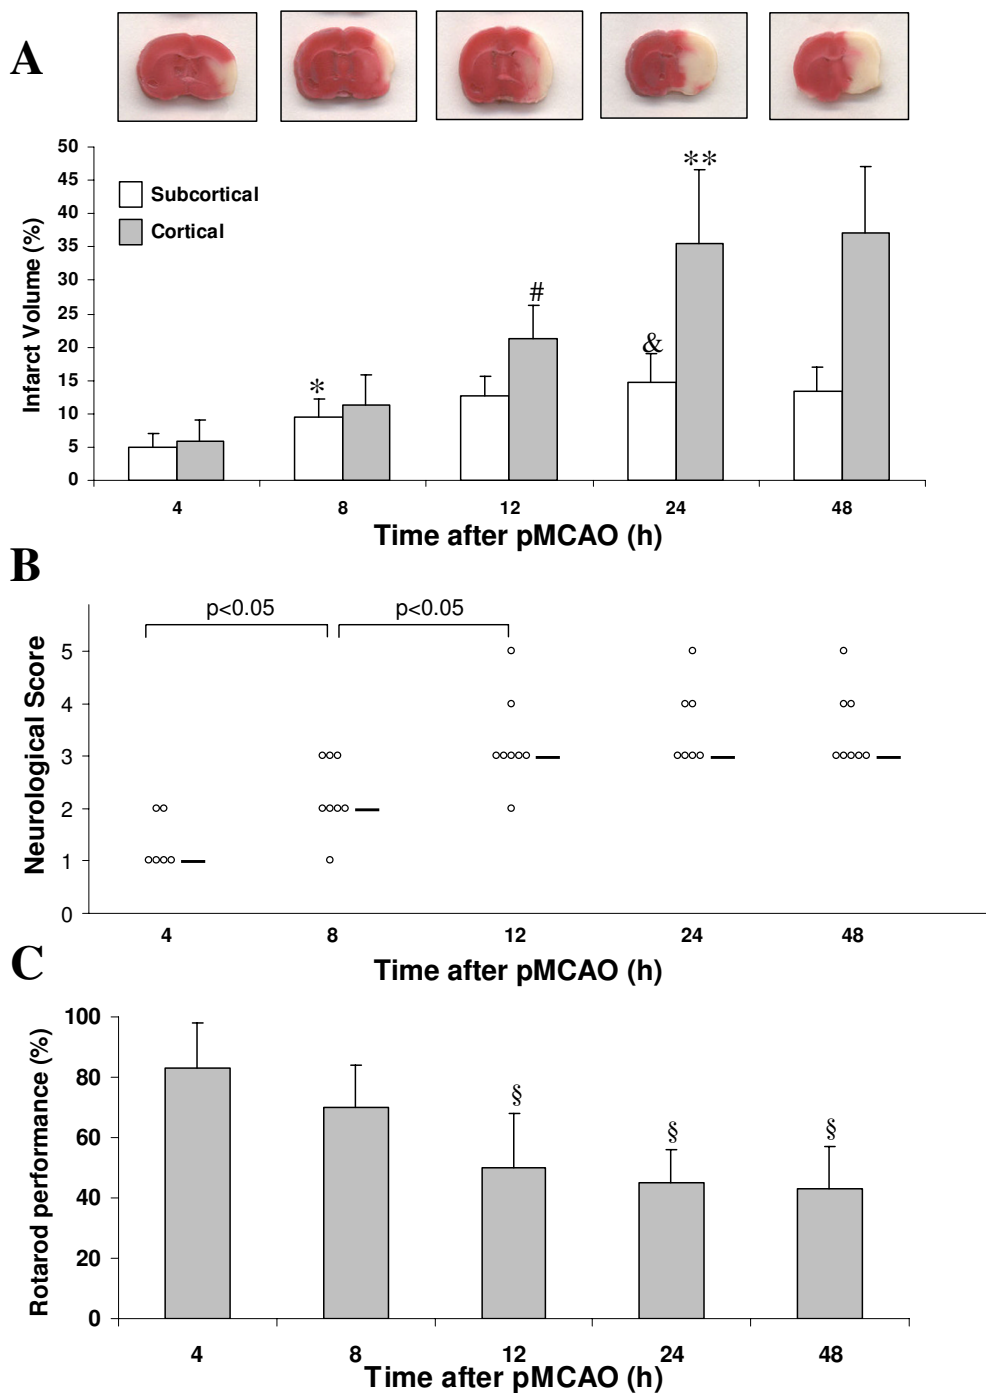 A
50
45
40
35
30
25
20
15
10
5
0
Infarct Volume (%)
Subcortical
Cortical
*
#
&
**
4 8 12 24 48
Time after pMCAO (h)
B
p<0.05 p<0.05
Neurological Score
5
4
3
2
1
0
4 8 12 24 48
Time after pMCAO (h)
C
Rotarod performance (%)
100
80
60
40
20
0
§ § §
4 8 12 24 48
Time after pMCAO (h)